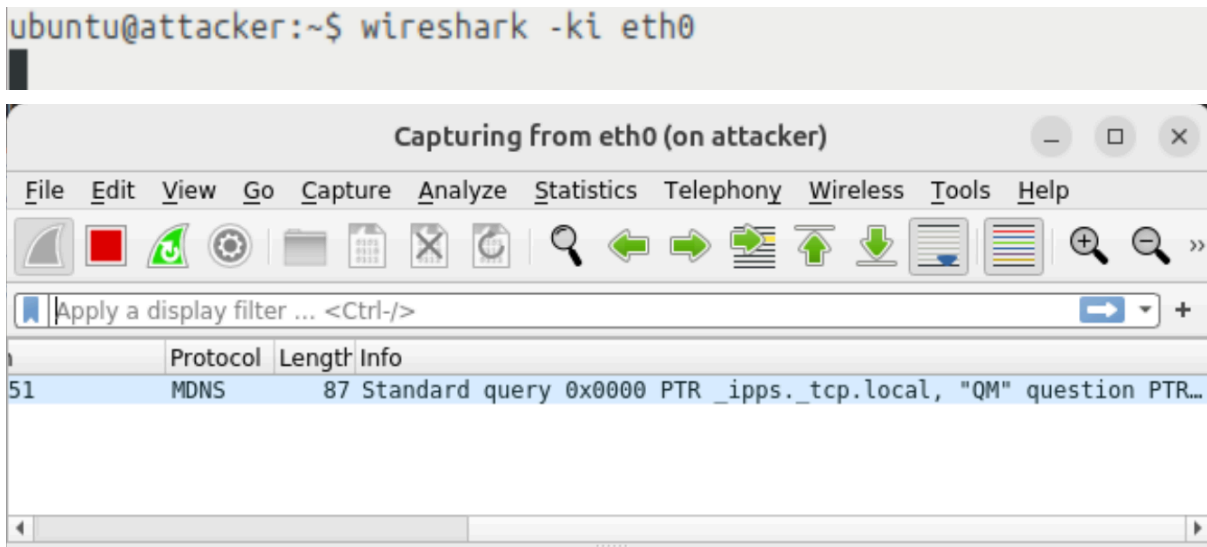 ubuntu@attacker:~$ wireshark -ki eth0
Capturing from eth0 (on attacker)
File Edit View Go Capture Analyze Statistics Telephony Wireless Tools Help
Apply a display filter ... <Ctrl-/>
Protocol Length Info
51 MDNS 87 Standard query 0x0000 PTR _ipps._tcp.local, "QM" question PTR…